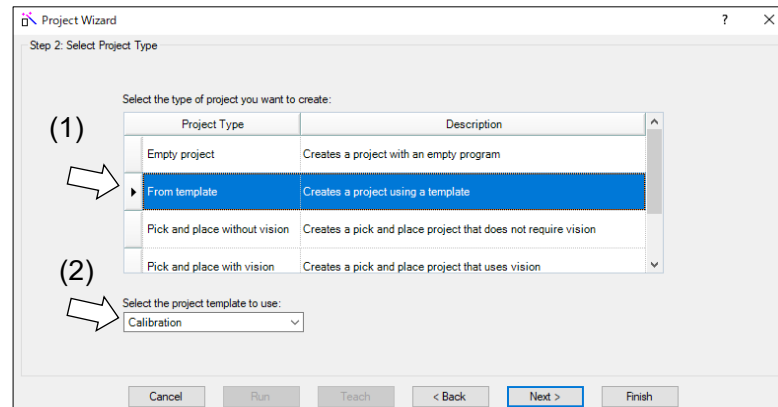 Project Wizard ? ×
Step 2: Select Project Type
Select the type of project you want to create:
(1)
Project Type Description
Empty project Creates a project with an empty program
From template Creates a project using a template
Pick and place without vision Creates a pick and place project that does not require vision
Pick and place with vision Creates a pick and place project that uses vision
(2)
Select the project template to use:
Calibration
Cancel Run Teach < Back Next > Finish